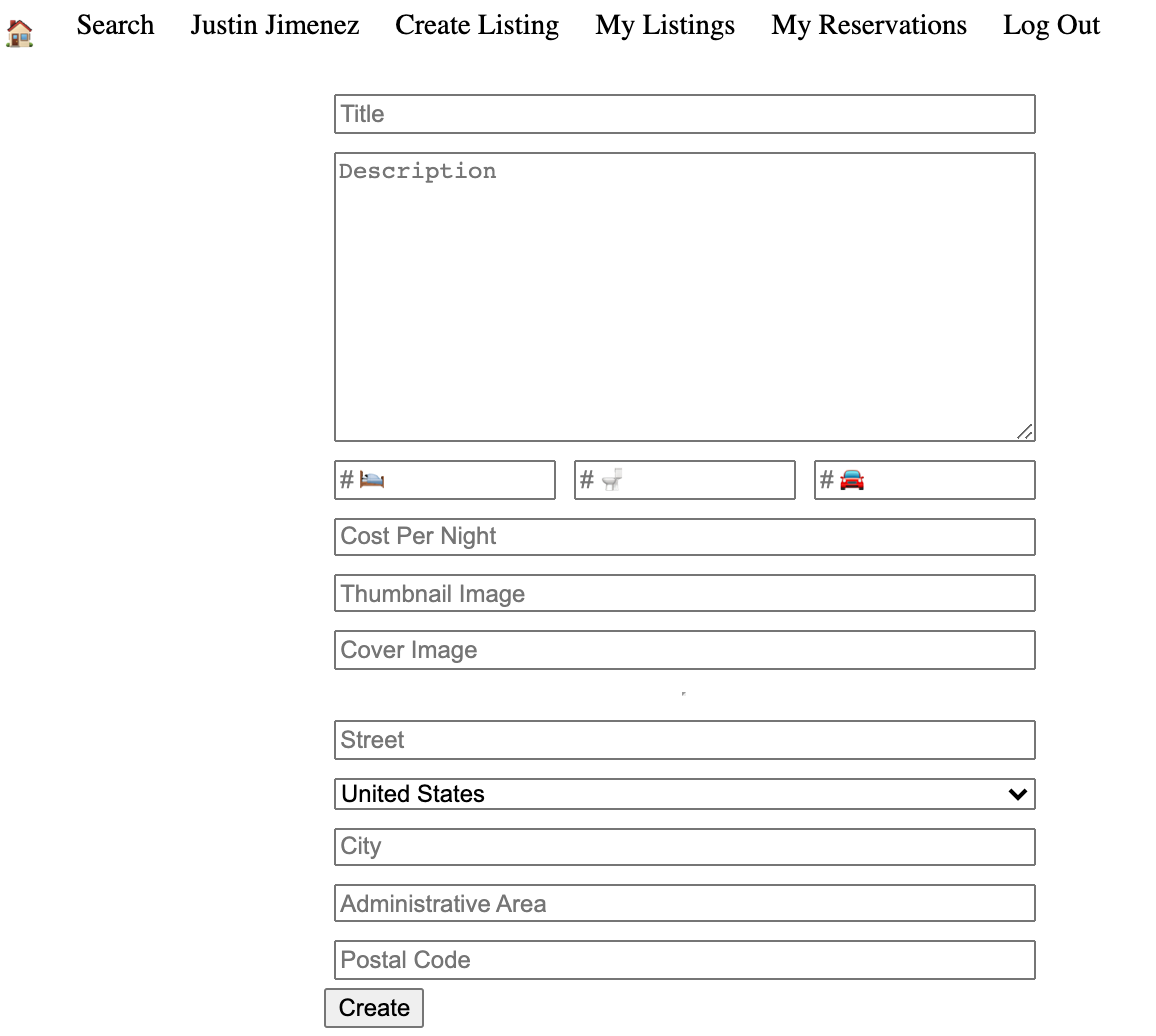 Search Justin Jimenez Create Listing My Listings My Reservations Log Out
Title
Description
# # #
Cost Per Night
Thumbnail Image
Cover Image
Street
United States
City
Administrative Area
Postal Code
Create